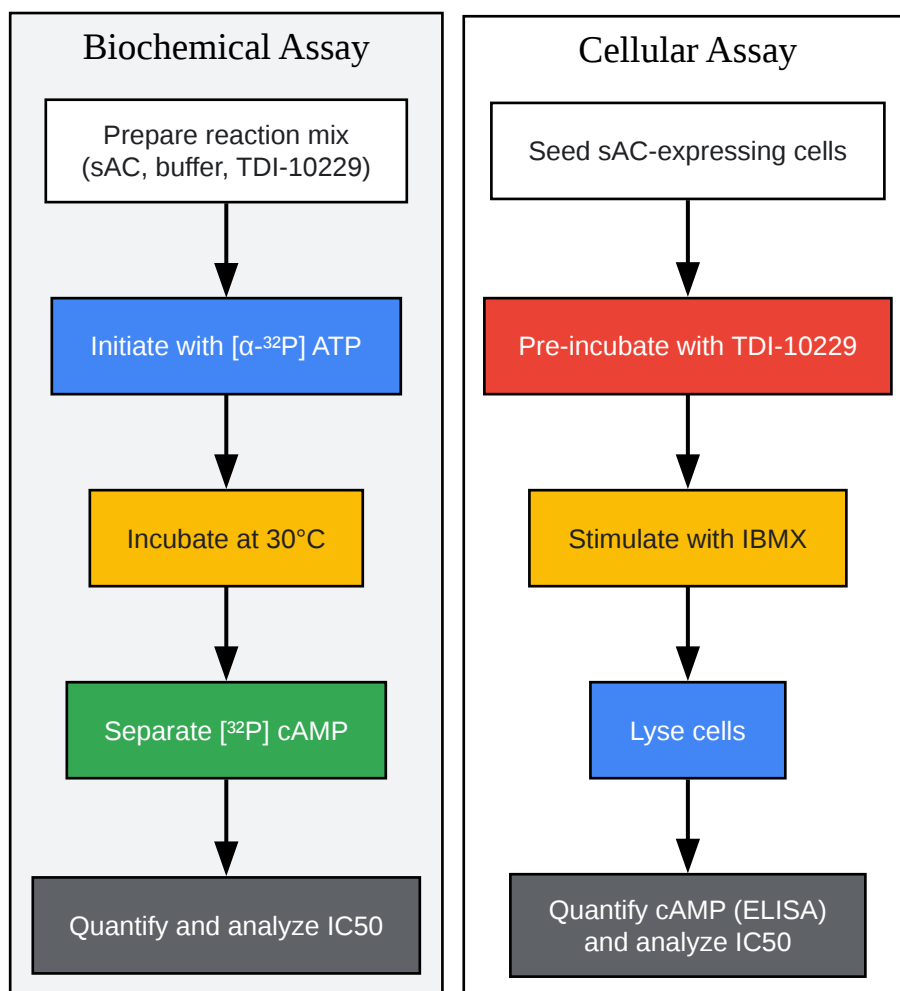 Biochemical Assay
Prepare reaction mix
(sAC, buffer, TDI-10229)
Initiate with [α-³²P] ATP
Incubate at 30°C
Separate [³²P] cAMP
Quantify and analyze IC50
Cellular Assay
Seed sAC-expressing cells
Pre-incubate with TDI-10229
Stimulate with IBMX
Lyse cells
Quantify cAMP (ELISA)
and analyze IC50